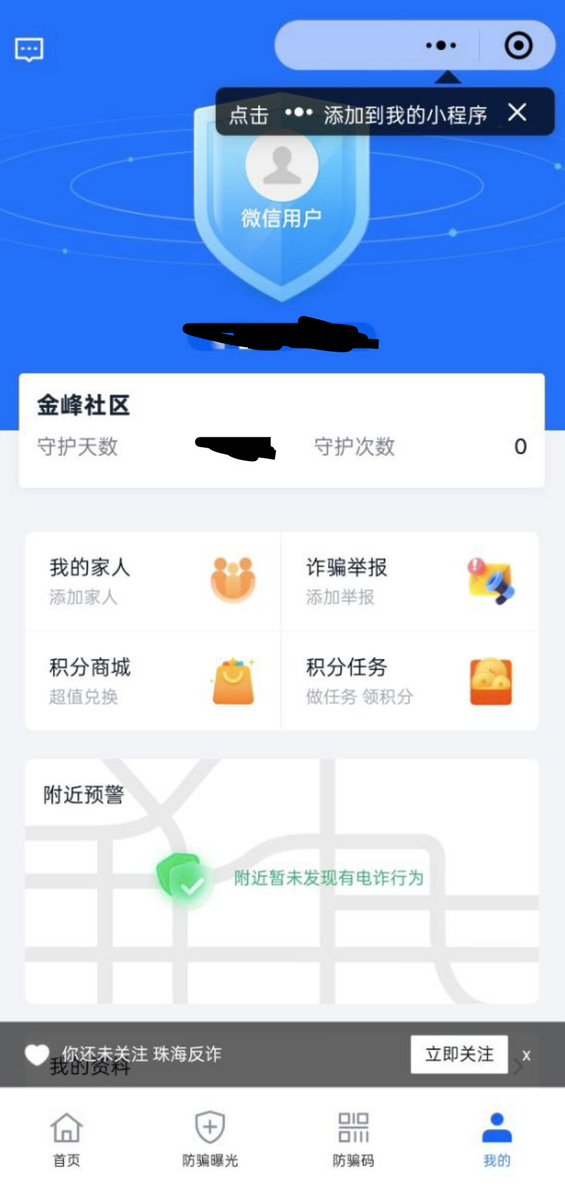 点击 ••• 添加到我的小程序 ×
微信用户
金峰社区
守护天数 守护次数 0
我的家人 诈骗举报
添加家人 添加举报
积分商城 积分任务
超值兑换 做任务 领积分
附近预警
附近暂未发现有电诈行为
你还未关注 珠海反诈 立即关注 x
我的资料
首页 防骗曝光 防骗码 我的